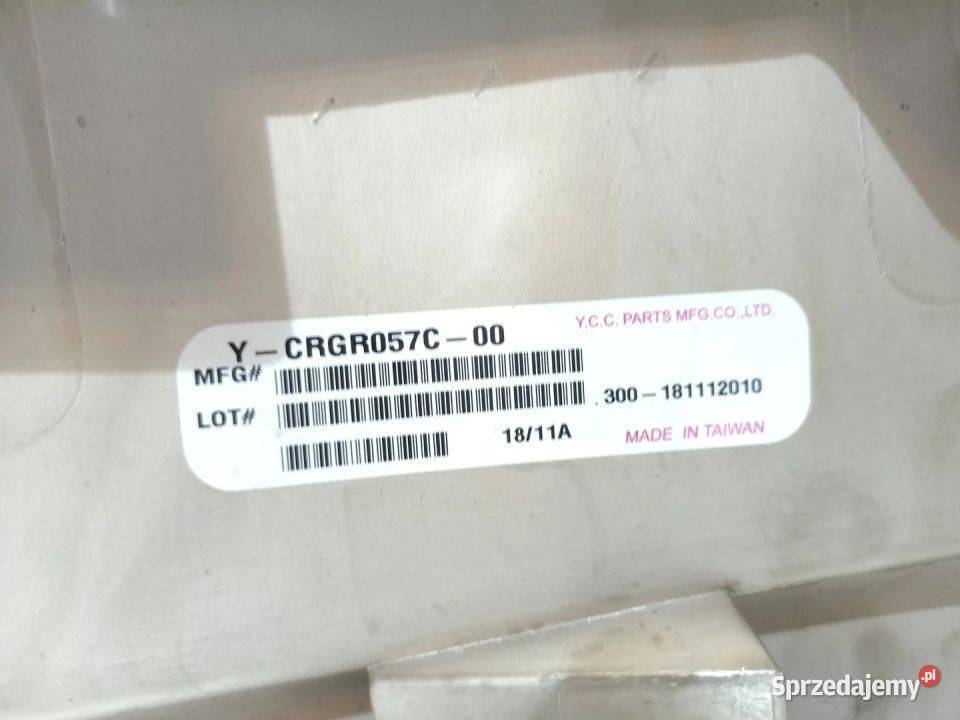 Y.C.C. PARTS MFG.CO.,LTD.
Y-CRGR057C-00
MFG#
LOT#
.300-181112010
18/11A
MADE IN TAIWAN
Sprzedajemy.pl